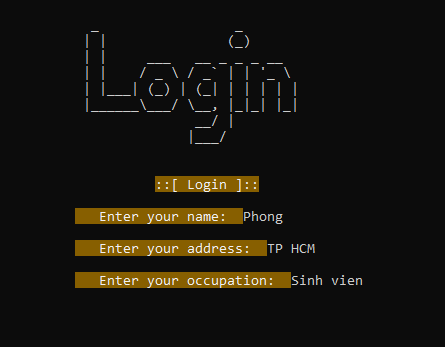 Login
::[ Login ]::
Enter your name: Phong
Enter your address: TP HCM
Enter your occupation: Sinh vien